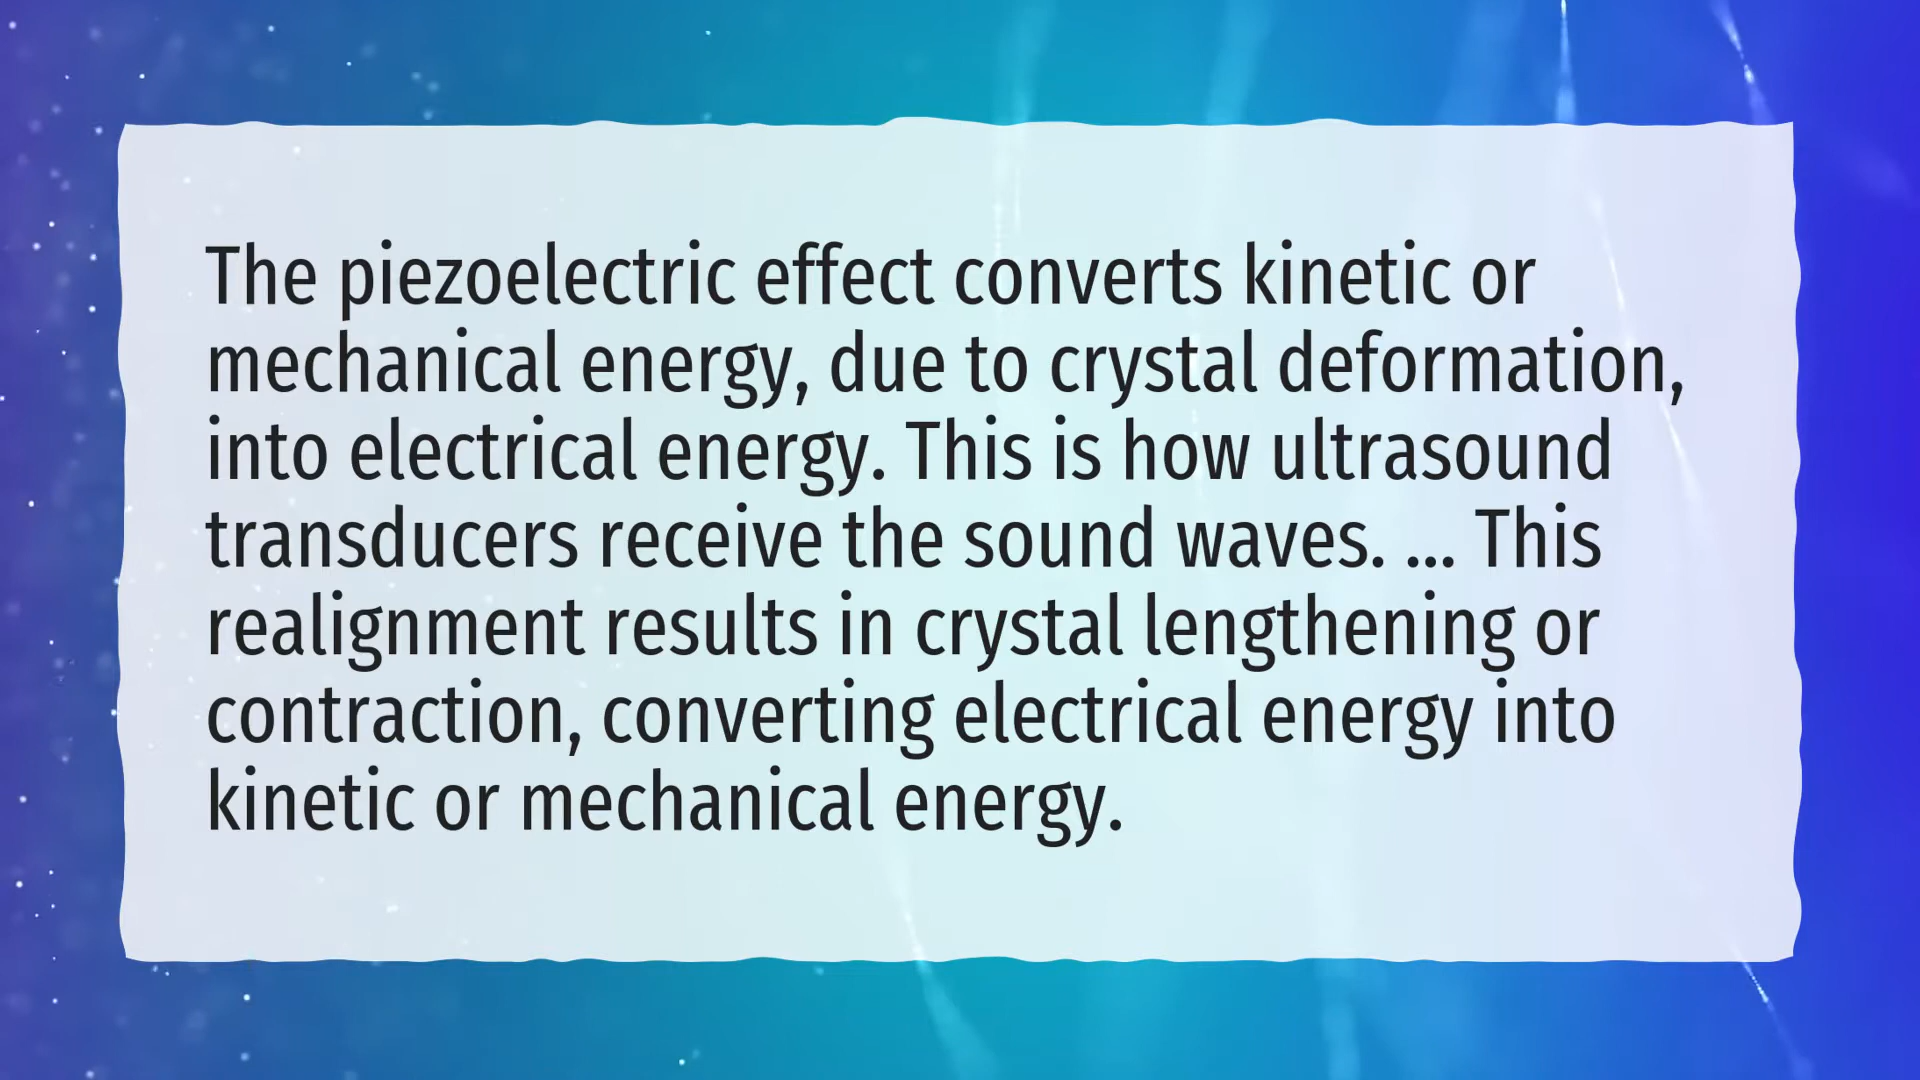 The piezoelectric effect converts kinetic or
mechanical energy, due to crystal deformation,
into electrical energy. This is how ultrasound
transducers receive the sound waves. ... This
realignment results in crystal lengthening or
contraction, converting electrical energy into
kinetic or mechanical energy.